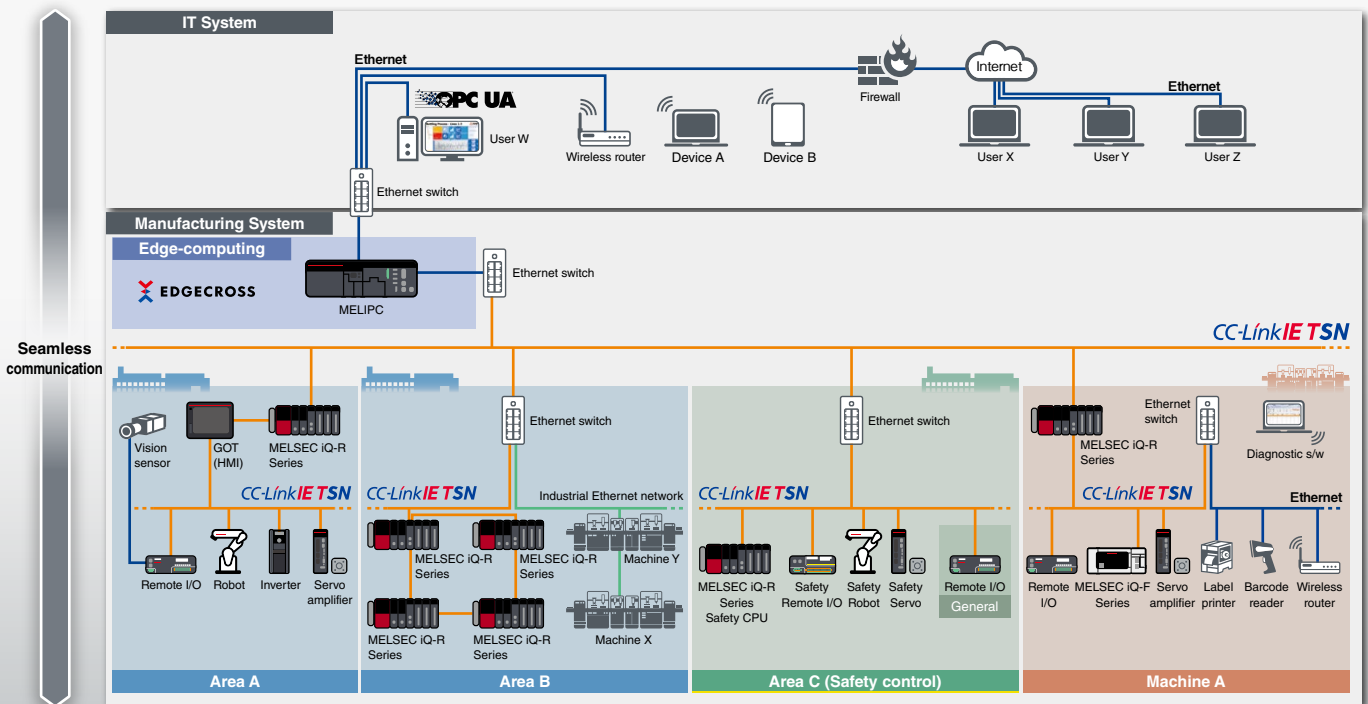 IT System
Ethernet
OPC UA
User W
Wireless router
Device A
Device B
Firewall
Internet
Ethernet
User X
User Y
User Z
Ethernet switch
Seamless
communication
Manufacturing System
Edge-computing
EDGECROSS
MELIPC
Ethernet switch
CC-Link IE TSN
Vision
sensor
GOT
(HMI)
MELSEC iQ-R
Series
CC-Link IE TSN
Remote I/O
Robot
Inverter
Servo
amplifier
Area A
Ethernet switch
CC-Link IE TSN
Industrial Ethernet network
MELSEC iQ-R
Series
MELSEC iQ-R
Series
Machine Y
MELSEC iQ-R
Series
MELSEC iQ-R
Series
Machine X
Area B
Ethernet switch
CC-Link IE TSN
MELSEC iQ-R
Series
Safety CPU
Safety
Remote I/O
Safety
Robot
Safety
Servo
Remote I/O
General
Area C (Safety control)
MELSEC iQ-R
Series
Ethernet
switch
Diagnostic s/w
CC-Link IE TSN
Ethernet
Remote
I/O
MELSEC iQ-F
Series
Servo
amplifier
Label
printer
Barcode
reader
Wireless
router
Machine A